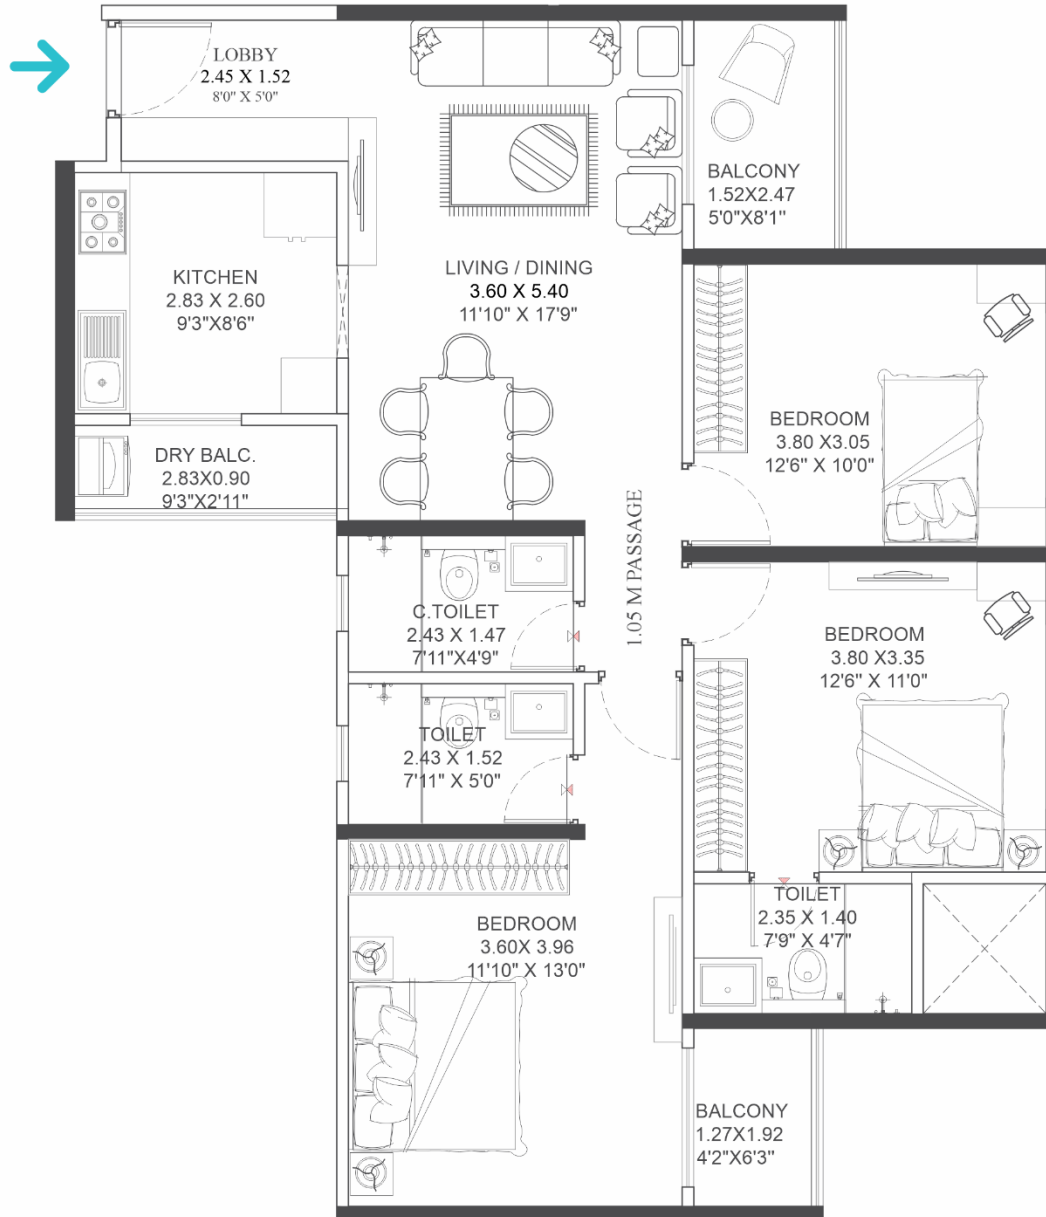 LOBBY
2.45 X 1.52
8'0" X 5'0"
BALCONY
1.52X2.47
5'0"X8'1"
KITCHEN
2.83 X 2.60
9'3"X8'6"
LIVING / DINING
3.60 X 5.40
11'10" X 17'9"
BEDROOM
3.80 X3.05
12'6" X 10'0"
DRY BALC.
2.83X0.90
9'3"X2'11"
1.05 M PASSAGE
C.TOILET
2.43 X 1.47
7'11"X4'9"
BEDROOM
3.80 X3.35
12'6" X 11'0"
TOILET
2.43 X 1.52
7'11" X 5'0"
TOILET
2.35 X 1.40
7'9" X 4'7"
BEDROOM
3.60X 3.96
11'10" X 13'0"
BALCONY
1.27X1.92
4'2"X6'3"